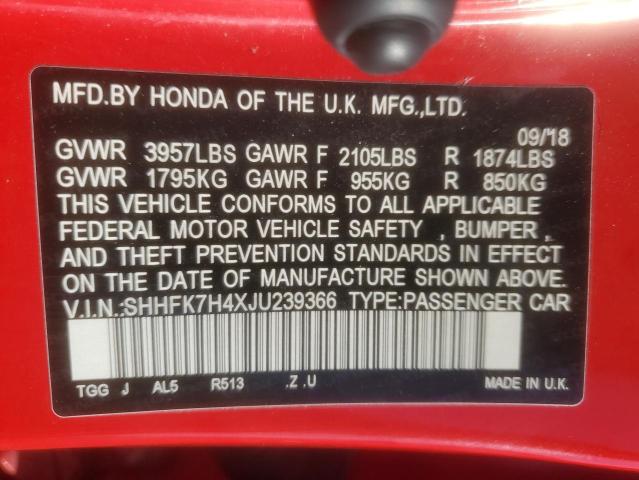 MFD.BY HONDA OF THE U.K. MFG.,LTD.
09/18
GVWR 3957LBS GAWR F 2105LBS R 1874LBS
GVWR 1795KG GAWR F 955KG R 850KG
THIS VEHICLE CONFORMS TO ALL APPLICABLE
FEDERAL MOTOR VEHICLE SAFETY , BUMPER ,
AND THEFT PREVENTION STANDARDS IN EFFECT
ON THE DATE OF MANUFACTURE SHOWN ABOVE.
V.I.N.:SHHFK7H4XJU239366 TYPE:PASSENGER CAR
TGG J AL5 R513 .Z .U MADE IN U.K.